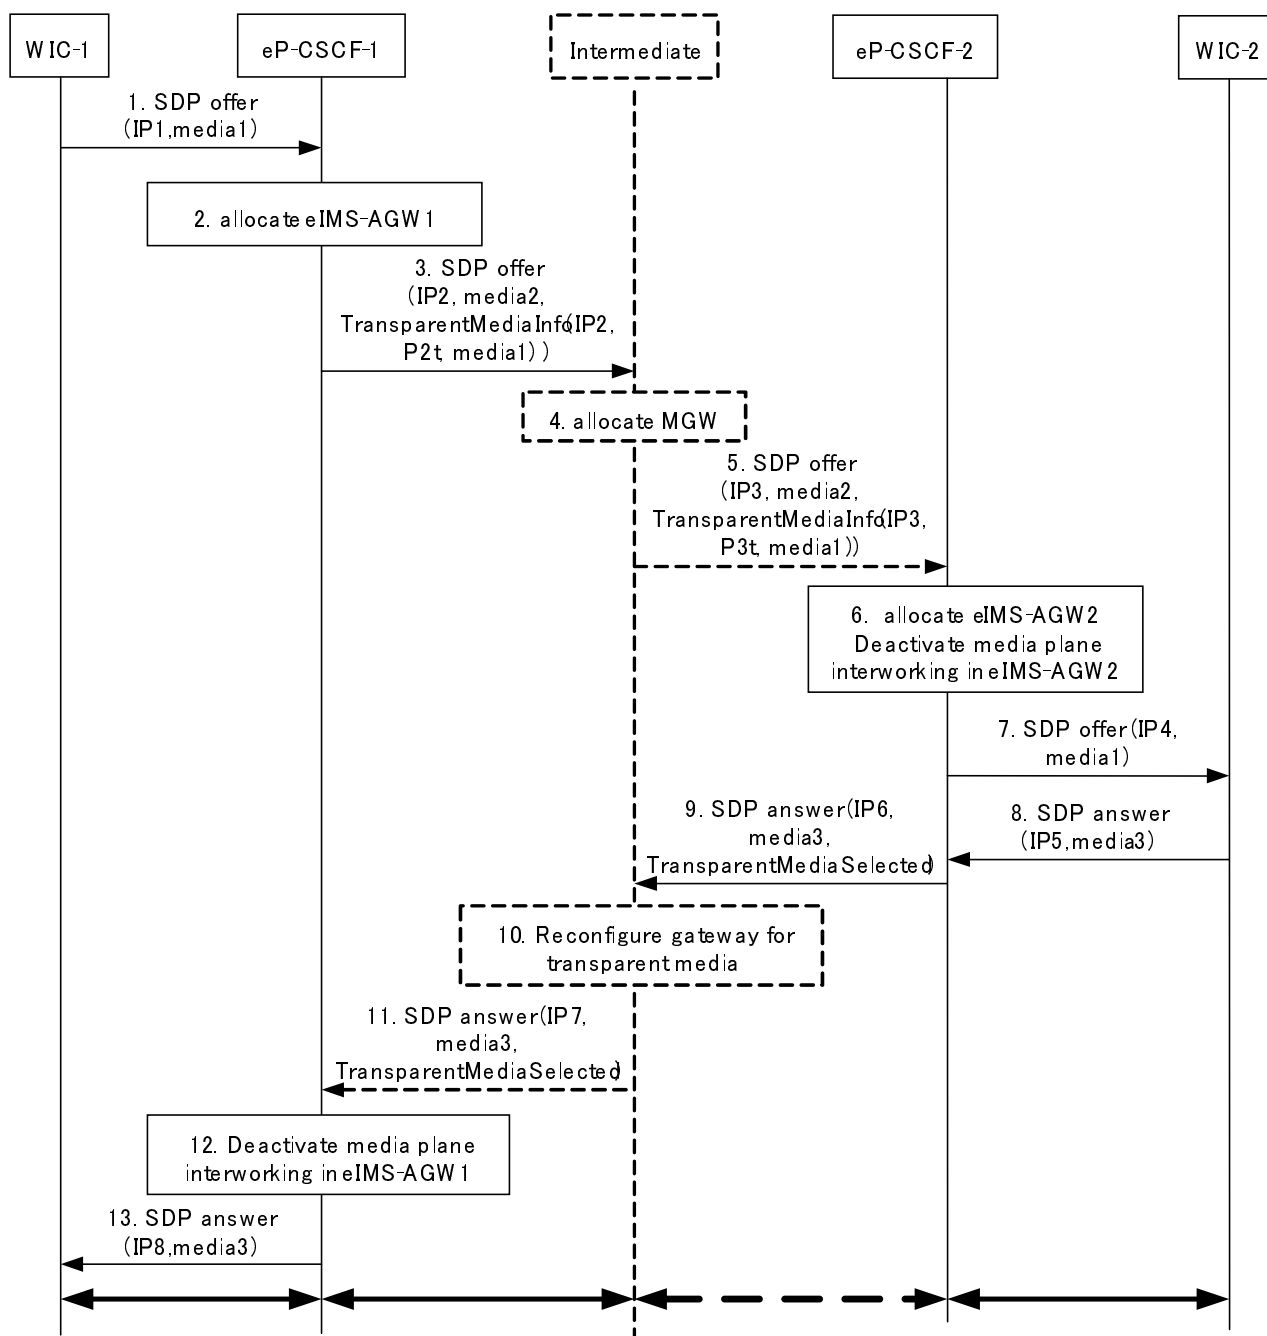 WIC-1
eP-CSCF-1
Intermediate
eP-CSCF-2
WIC-2
1. SDP offer
(IP1,media1)
2. allocate eIMS-AGW1
3. SDP offer
(IP2, media2,
TransparentMediaInfo(IP2,
P2t, media1))
4. allocate MGW
5. SDP offer
(IP3, media2,
TransparentMediaInfo(IP3,
P3t, media1))
6. allocate eIMS-AGW2
Deactivate media plane
interworking in eIMS-AGW2
7. SDP offer(IP4,
media1)
8. SDP answer
(IP5,media3)
9. SDP answer(IP6,
media3,
TransparentMediaSelected)
10. Reconfigure gateway for
transparent media
11. SDP answer(IP7,
media3,
TransparentMediaSelected)
12. Deactivate media plane
interworking in eIMS-AGW1
13. SDP answer
(IP8,media3)